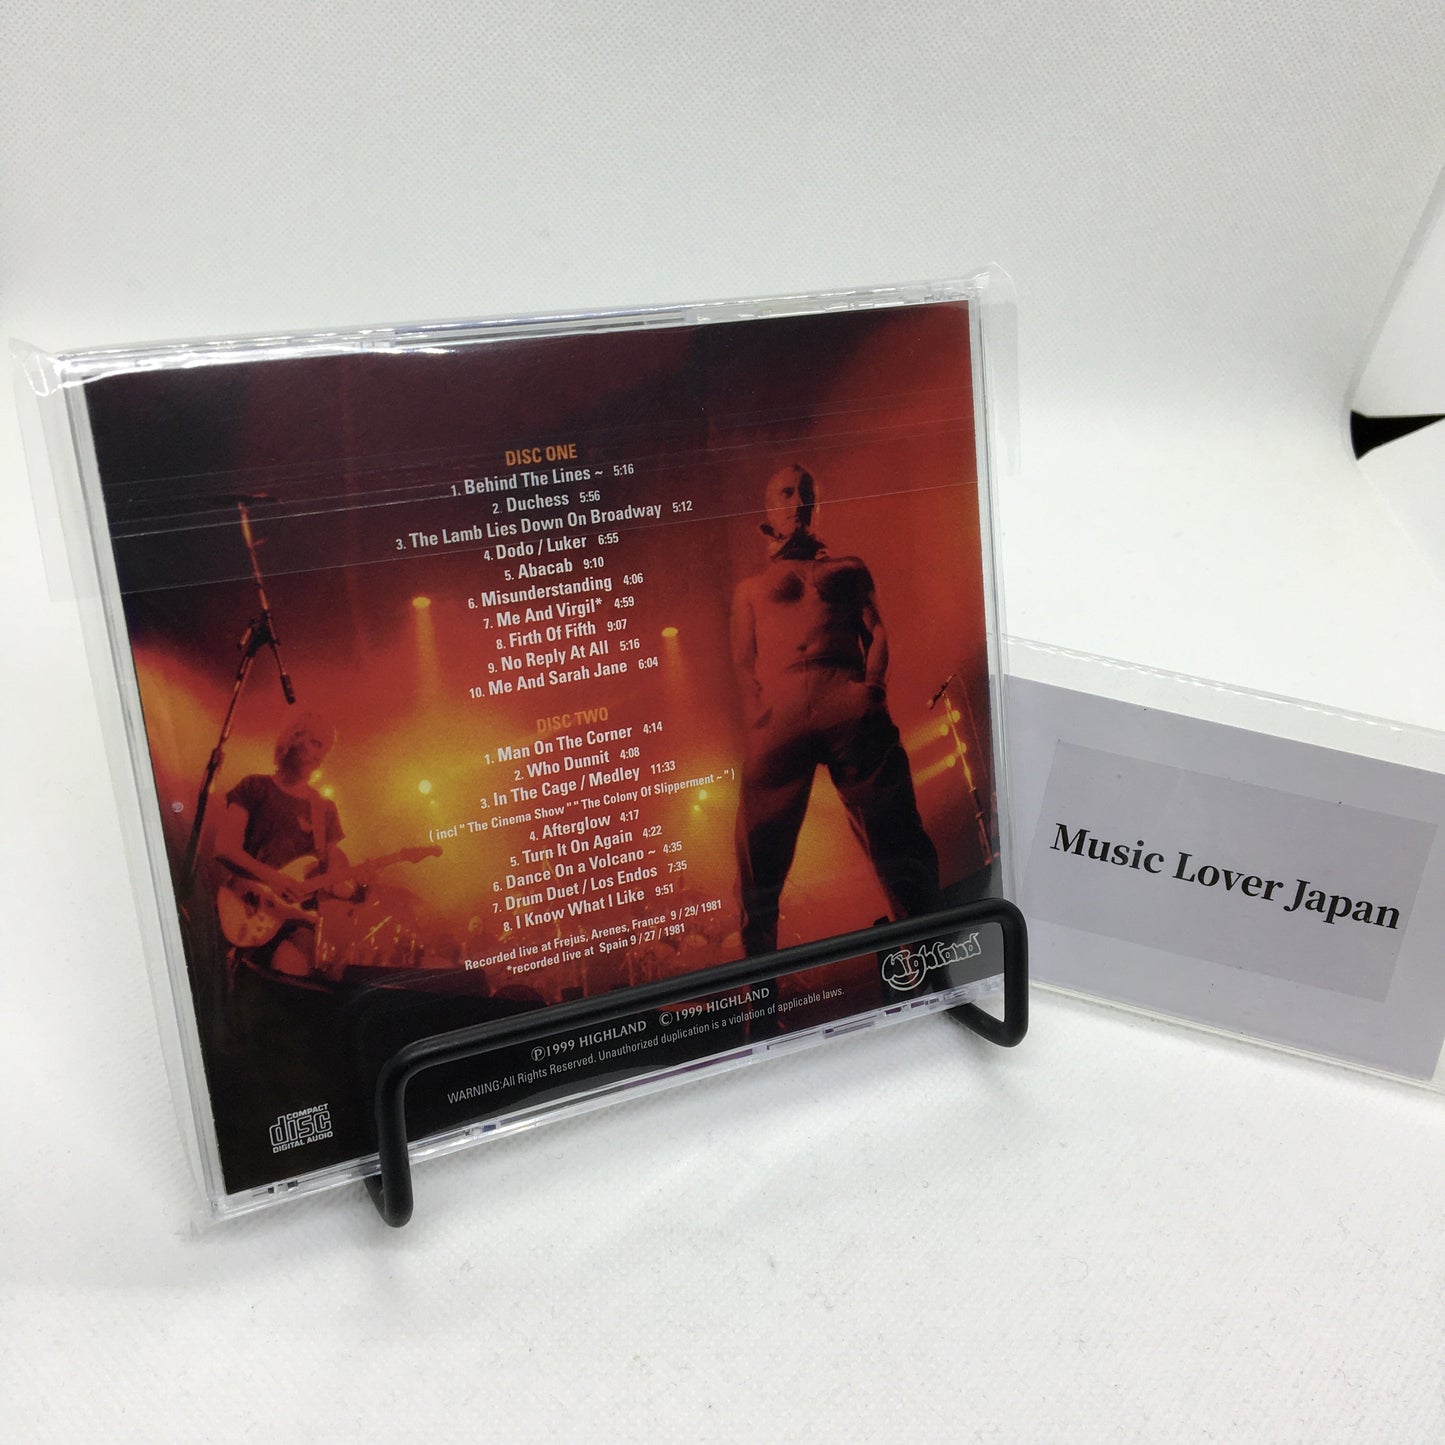 DISC ONE
1. Behind The Lines ~ 5:16
2. Duchess 5:56
3. The Lamb Lies Down On Broadway 5:12
4. Dodo / Luker 6:55
5. Abacab 9:10
6. Misunderstanding 4:06
7. Me And Virgil* 4:59
8. Firth Of Fifth 9:07
9. No Reply At All 5:16
10. Me And Sarah Jane 6:04
DISC TWO
1. Man On The Corner 4:14
2. Who Dunnit 4:08
3. In The Cage / Medley 11:33
( incl " The Cinema Show " " The Colony Of Slipperment ~ " )
4. Afterglow 4:17
5. Turn It On Again 4:22
6. Dance On a Volcano ~ 4:35
7. Drum Duet / Los Endos 7:35
8. I Know What I Like 9:51
Recorded live at Frejus, Arenes, France 9 / 29/ 1981
*recorded live at Spain 9 / 27 / 1981
Highland
Ⓟ1999 HIGHLAND ©1999 HIGHLAND
WARNING:All Rights Reserved. Unauthorized duplication is a violation of applicable laws.
COMPACT
disc
DIGITAL AUDIO
Music Lover Japan